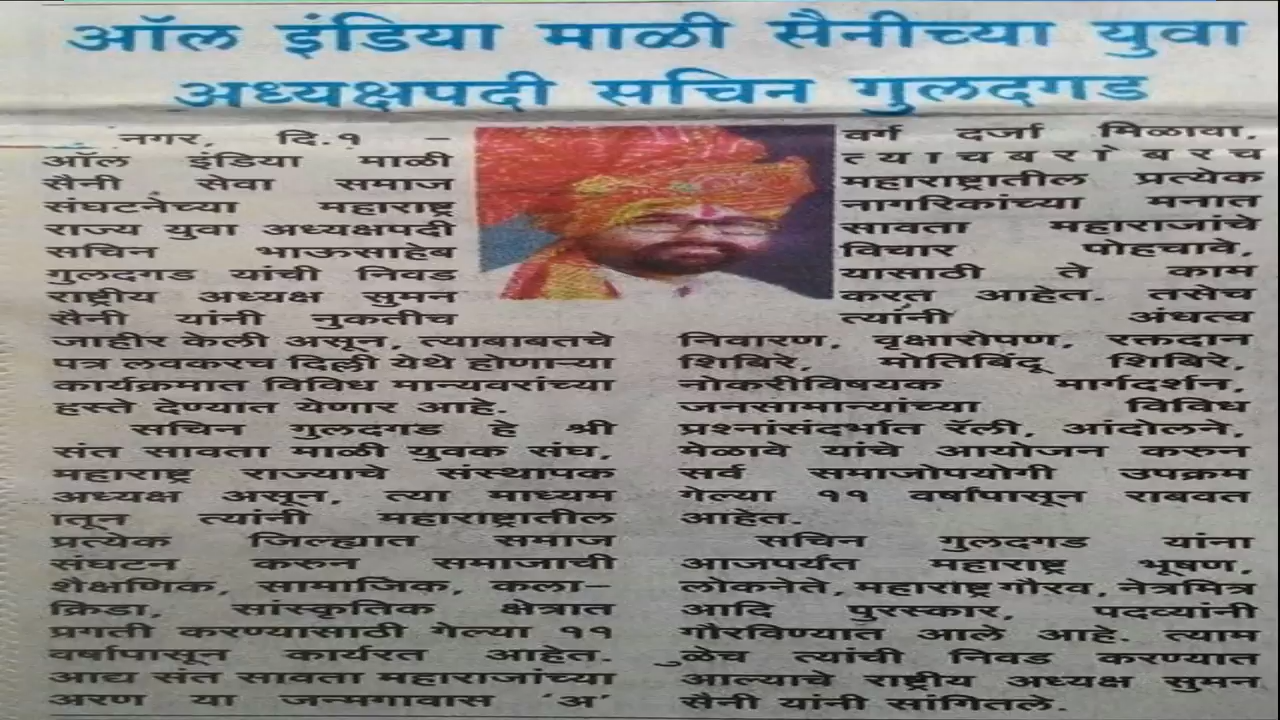 ऑल इंडिया माळी सैनीच्या युवा
अध्यक्षपदी सचिन गुलदगड
नगर, दि.१ –
ऑल इंडिया माळी
सैनी सेवा समाज
संघटनेच्या महाराष्ट्र
राज्य युवा अध्यक्षपदी
सचिन भाऊसाहेब
गुलदगड यांची निवड
राष्ट्रीय अध्यक्ष सुमन
सैनी यांनी नुकतीच
जाहीर केली असून, त्याबाबतचे
पत्र लवकरच दिल्ली येथे होणाऱ्या
कार्यक्रमात विविध मान्यवरांच्या
हस्ते देण्यात येणार आहे.
सचिन गुलदगड हे श्री
संत सावता माळी युवक संघ,
महाराष्ट्र राज्याचे संस्थापक
अध्यक्ष असून, त्या माध्यम
ातून त्यांनी महाराष्ट्रातील
प्रत्येक जिल्ह्यात समाज
संघटन करुन समाजाची
शैक्षणिक, सामाजिक, कला–
क्रिडा, सांस्कृतिक क्षेत्रात
प्रगती करण्यासाठी गेल्या ११
वर्षापासून कार्यरत आहेत.
आद्य संत सावता महाराजांच्या
अरण या जन्मगावास 'अ'
वर्ग दर्जा मिळावा,
त्याचबरोबरच
महाराष्ट्रातील प्रत्येक
नागरिकांच्या मनात
सावता महाराजांचे
विचार पोहचावे,
यासाठी ते काम
करत आहेत. तसेच
त्यांनी अंधत्व
निवारण, वृक्षारोपण, रक्तदान
शिबिरे, मोतिबिंदू शिबिरे,
नोकरीविषयक मार्गदर्शन,
जनसामान्यांच्या विविध
प्रश्नांसंदर्भात रॅली, आंदोलने,
मेळावे यांचे आयोजन करुन
सर्व समाजोपयोगी उपक्रम
गेल्या ११ वर्षांपासून राबवत
आहेत.
सचिन गुलदगड यांना
आजपर्यंत महाराष्ट्र भूषण,
लोकनेते, महाराष्ट्र गौरव, नेत्रमित्र
आदि पुरस्कार, पदव्यांनी
गौरविण्यात आले आहे. त्याम
ुळेच त्यांची निवड करण्यात
आल्याचे राष्ट्रीय अध्यक्ष सुमन
सैनी यांनी सांगितले.